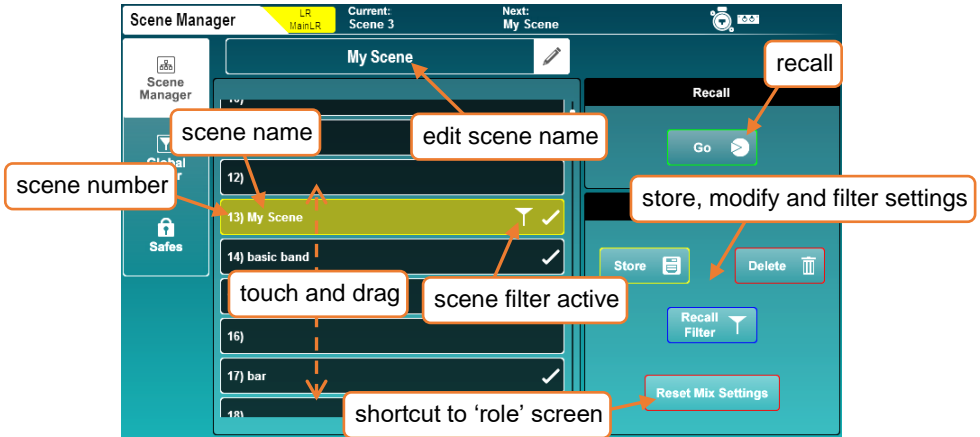 Scene Manager
LR
MainLR
Current:
Scene 3
Next:
My Scene
Scene
Manager
My Scene
recall
Recall
scene name
edit scene name
Go
scene number
12)
store, modify and filter settings
13) My Scene
Safes
14) basic band
Store
Delete
touch and drag
scene filter active
Recall
Filter
16)
17) bar
Reset Mix Settings
18)
shortcut to ‘role’ screen